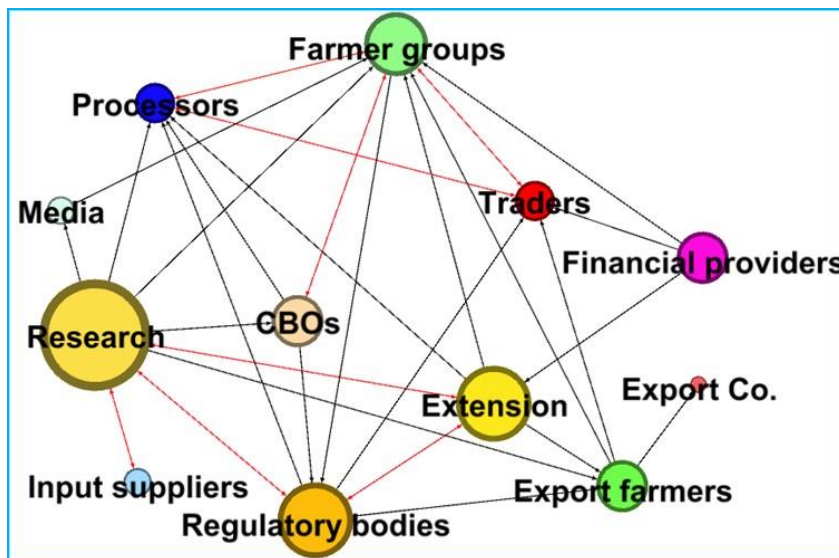 Farmer groups
Processors
Traders
Media
Financial providers
CBOs
Research
Export Co.
Extension
Input suppliers
Export farmers
Regulatory bodies